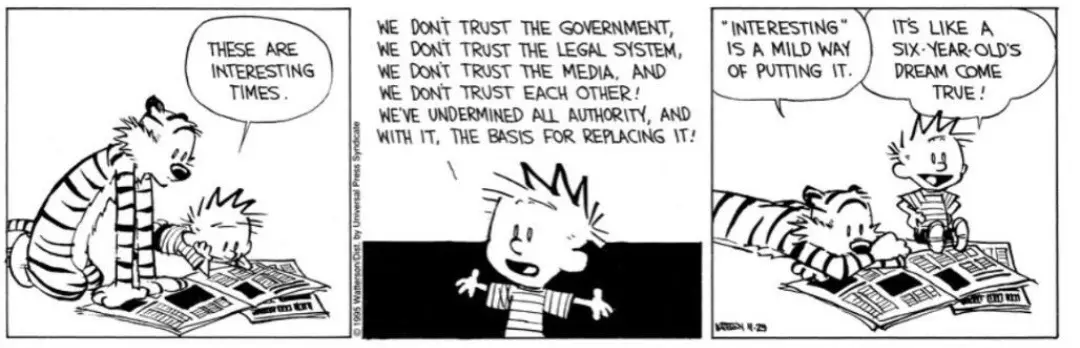 THESE ARE
INTERESTING
TIMES.
© 1995 Watterson/Dist. by Universal Press Syndicate
WE DON'T TRUST THE GOVERNMENT,
WE DON'T TRUST THE LEGAL SYSTEM,
WE DON'T TRUST THE MEDIA, AND
WE DON'T TRUST EACH OTHER!
WE'VE UNDERMINED ALL AUTHORITY, AND
WITH IT, THE BASIS FOR REPLACING IT!
"INTERESTING"
IS A MILD WAY
OF PUTTING IT.
IT'S LIKE A
SIX-YEAR-OLD'S
DREAM COME
TRUE!